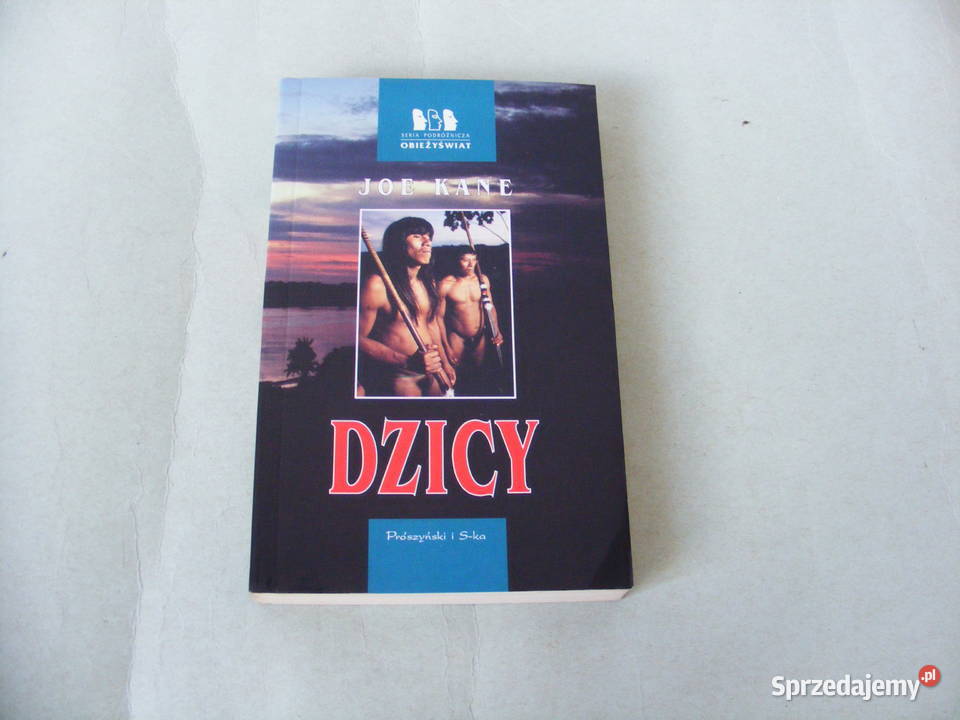 SERIA PODRÓŻNICZA
OBIEŻYŚWIAT
JOE KANE
DZICY
Prószyński i S-ka
Sprzedajemy.pl